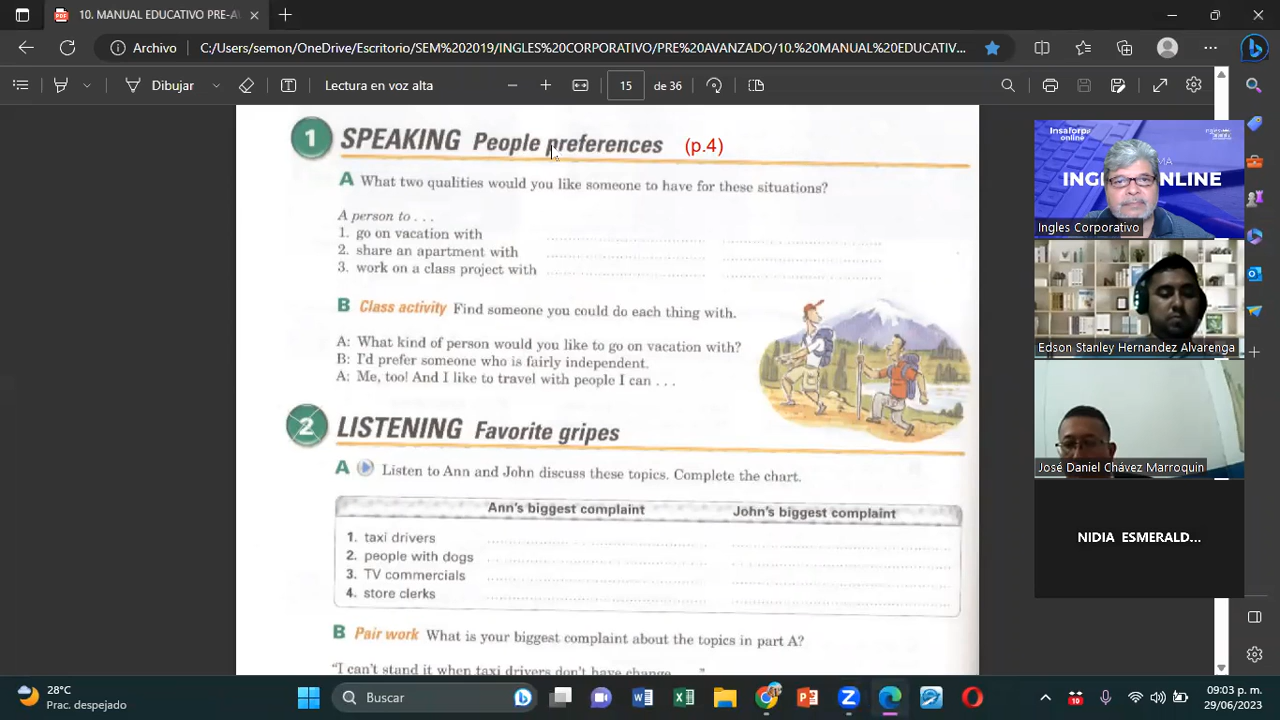 10. MANUAL EDUCATIVO PRE-A
Archivo
C:/Users/semon/OneDrive/Escritorio/SEM%202019/INGLES%20CORPORATIVO/PRE%20AVANZADO/10.%20MANUAL%20EDUCATIV...
Dibujar
Lectura en voz alta
15
de 36
1 SPEAKING People preferences (p.4)
A What two qualities would you like someone to have for these situations?
A person to . . .
1. go on vacation with
2. share an apartment with
3. work on a class project with
B Class activity Find someone you could do each thing with.
A: What kind of person would you like to go on vacation with?
B: I'd prefer someone who is fairly independent.
A: Me, too! And I like to travel with people I can . . .
2 LISTENING Favorite gripes
A Listen to Ann and John discuss these topics. Complete the chart.
Ann's biggest complaint John's biggest complaint
1. taxi drivers
2. people with dogs
3. TV commercials
4. store clerks
B Pair work What is your biggest complaint about the topics in part A?
"I can't stand it when taxi drivers don't have change. . . ."
Insaforp
online
INGL ONLINE
Ingles Corporativo
Edson Stanley Hernandez Alvarenga
José Daniel Chávez Marroquin
NIDIA ESMERALD...
28°C
Prc. despejado
Buscar
10
09:03 p. m.
29/06/2023